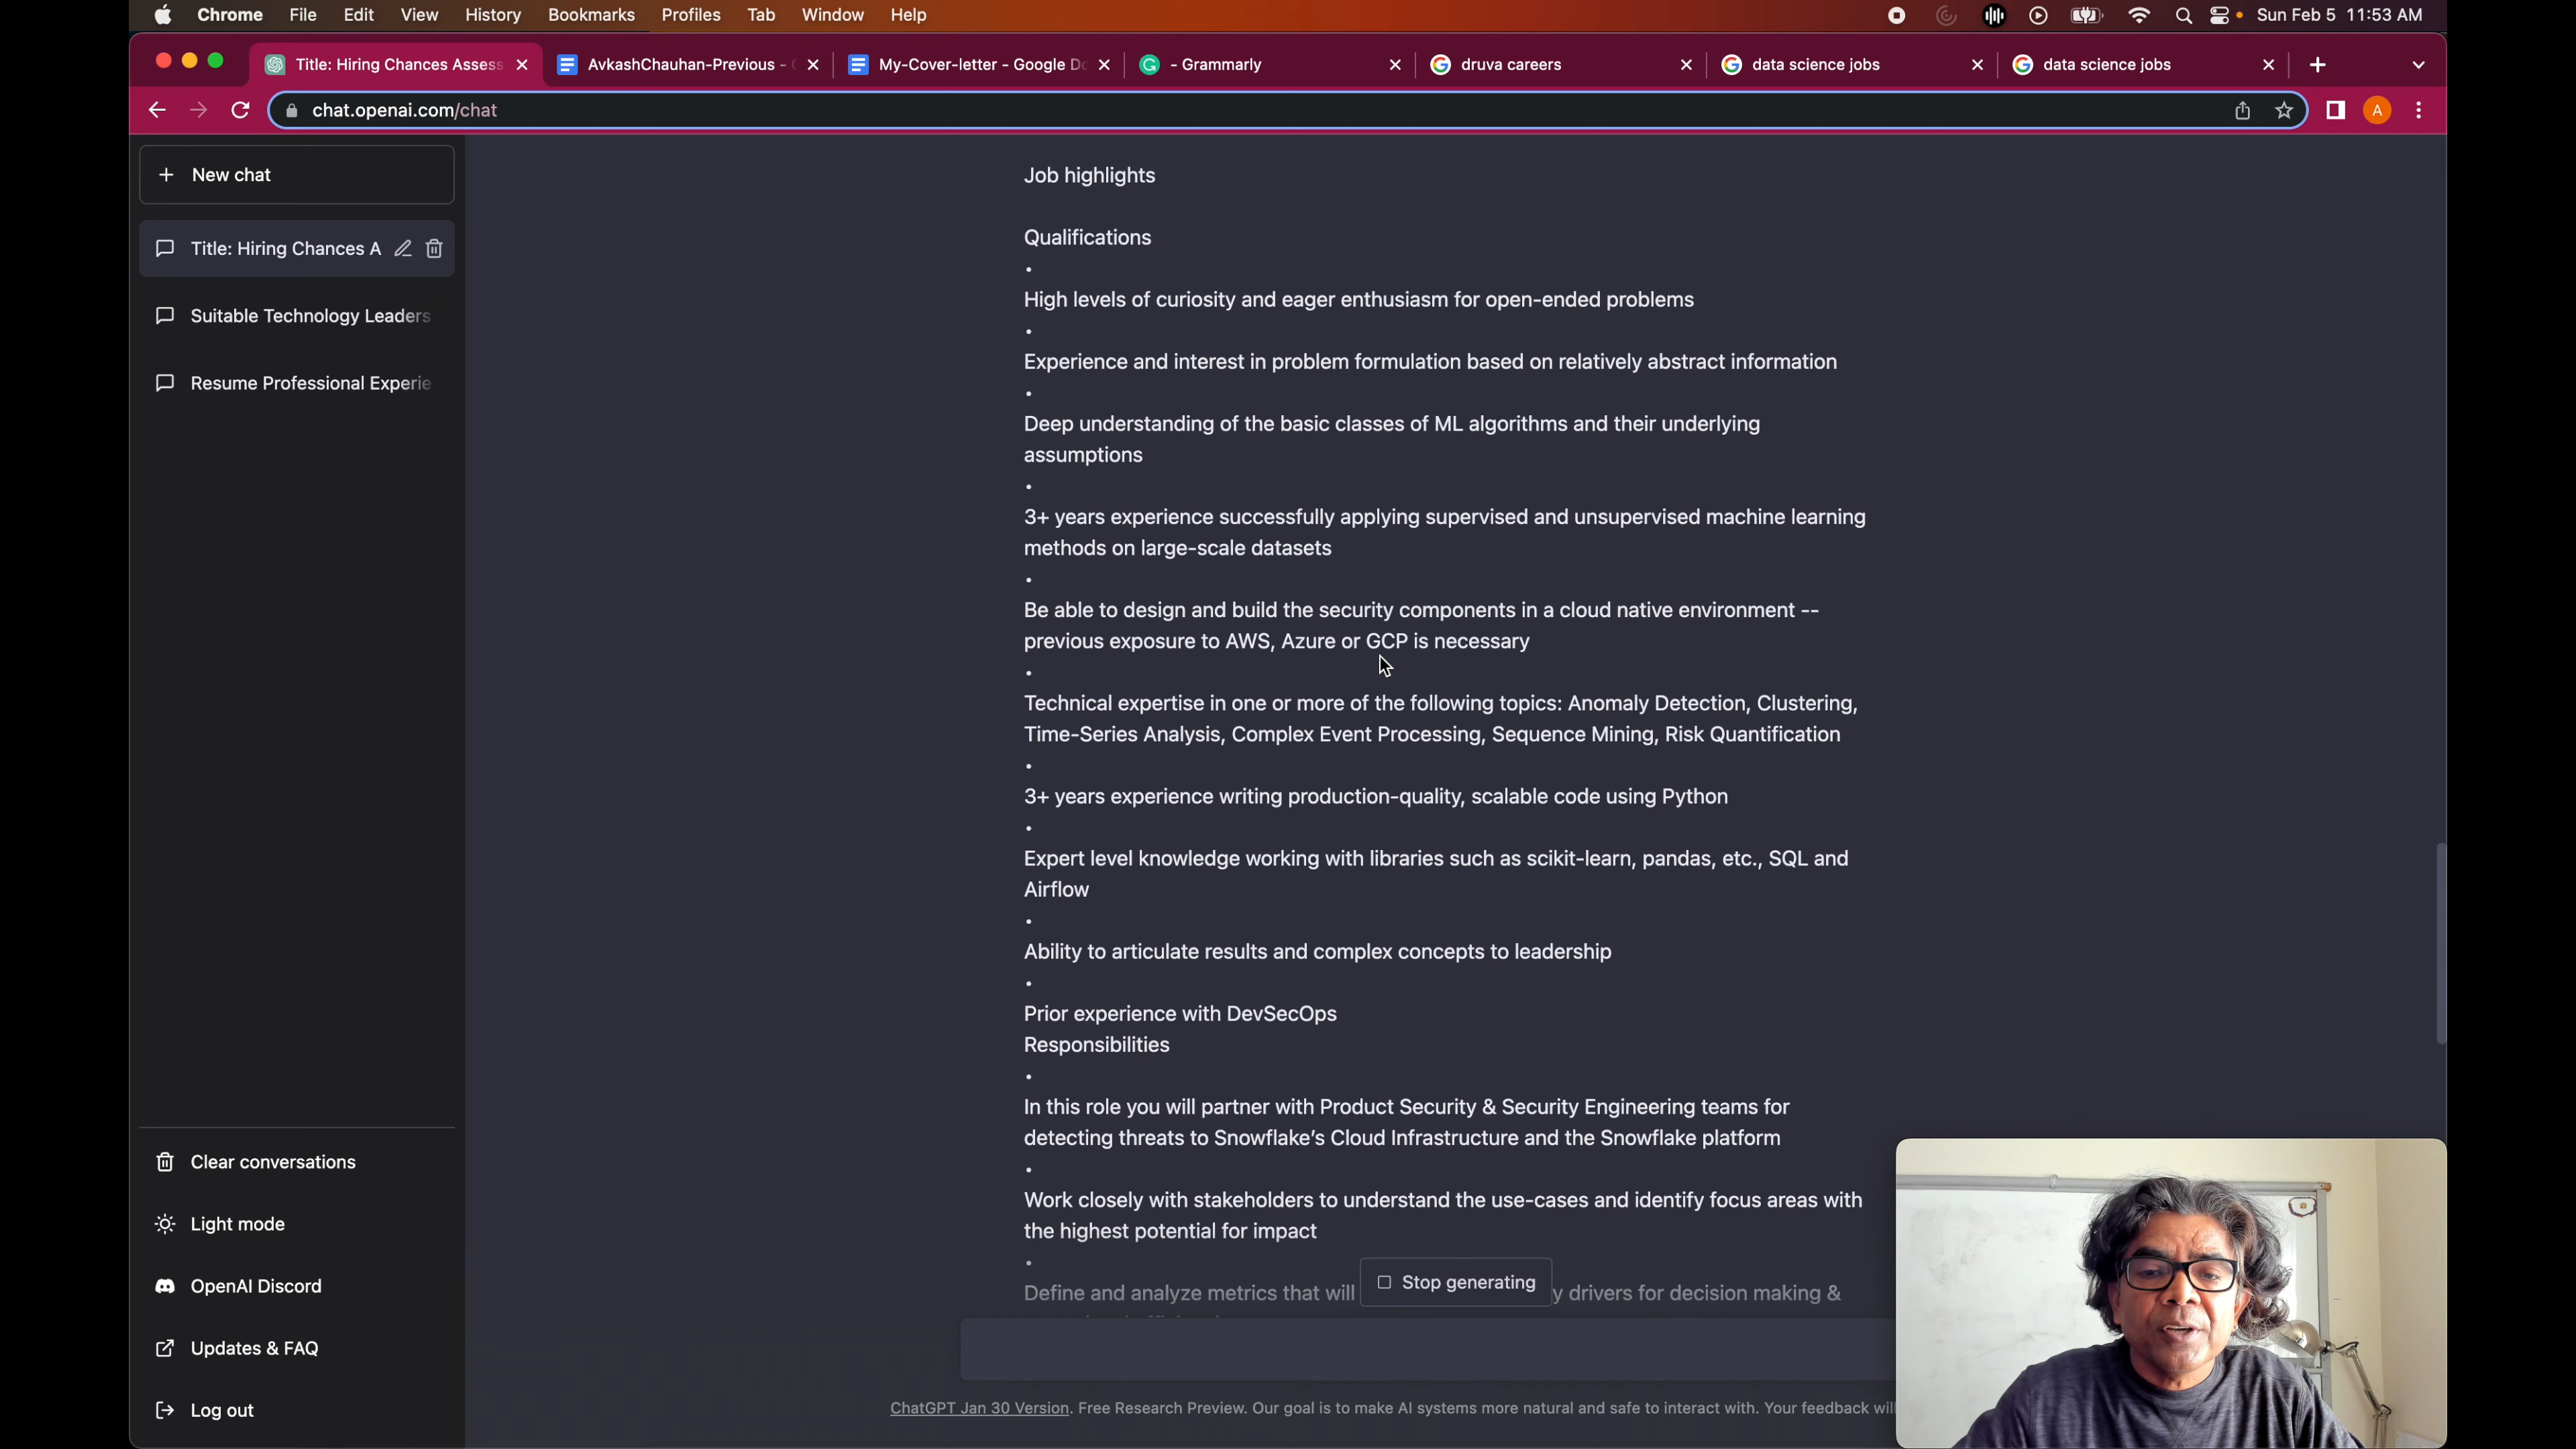 Chrome File Edit View History Bookmarks Profiles Tab Window Help Sun Feb 5 11:53 AM
Title: Hiring Chances Assess AvkashChauhan-Previous - My-Cover-letter - Google Do - Grammarly druva careers data science jobs data science jobs
chat.openai.com/chat A
New chat
Title: Hiring Chances A
Suitable Technology Leaders
Resume Professional Experie
Job highlights
Qualifications
•
High levels of curiosity and eager enthusiasm for open-ended problems
•
Experience and interest in problem formulation based on relatively abstract information
•
Deep understanding of the basic classes of ML algorithms and their underlying
assumptions
•
3+ years experience successfully applying supervised and unsupervised machine learning
methods on large-scale datasets
•
Be able to design and build the security components in a cloud native environment --
previous exposure to AWS, Azure or GCP is necessary
•
Technical expertise in one or more of the following topics: Anomaly Detection, Clustering,
Time-Series Analysis, Complex Event Processing, Sequence Mining, Risk Quantification
•
3+ years experience writing production-quality, scalable code using Python
•
Expert level knowledge working with libraries such as scikit-learn, pandas, etc., SQL and
Airflow
•
Ability to articulate results and complex concepts to leadership
•
Prior experience with DevSecOps
Responsibilities
•
In this role you will partner with Product Security & Security Engineering teams for
detecting threats to Snowflake's Cloud Infrastructure and the Snowflake platform
•
Work closely with stakeholders to understand the use-cases and identify focus areas with
the highest potential for impact
•
Define and analyze metrics that will y drivers for decision making &
Stop generating
Clear conversations
Light mode
OpenAI Discord
Updates & FAQ
Log out
ChatGPT Jan 30 Version. Free Research Preview. Our goal is to make AI systems more natural and safe to interact with. Your feedback wil